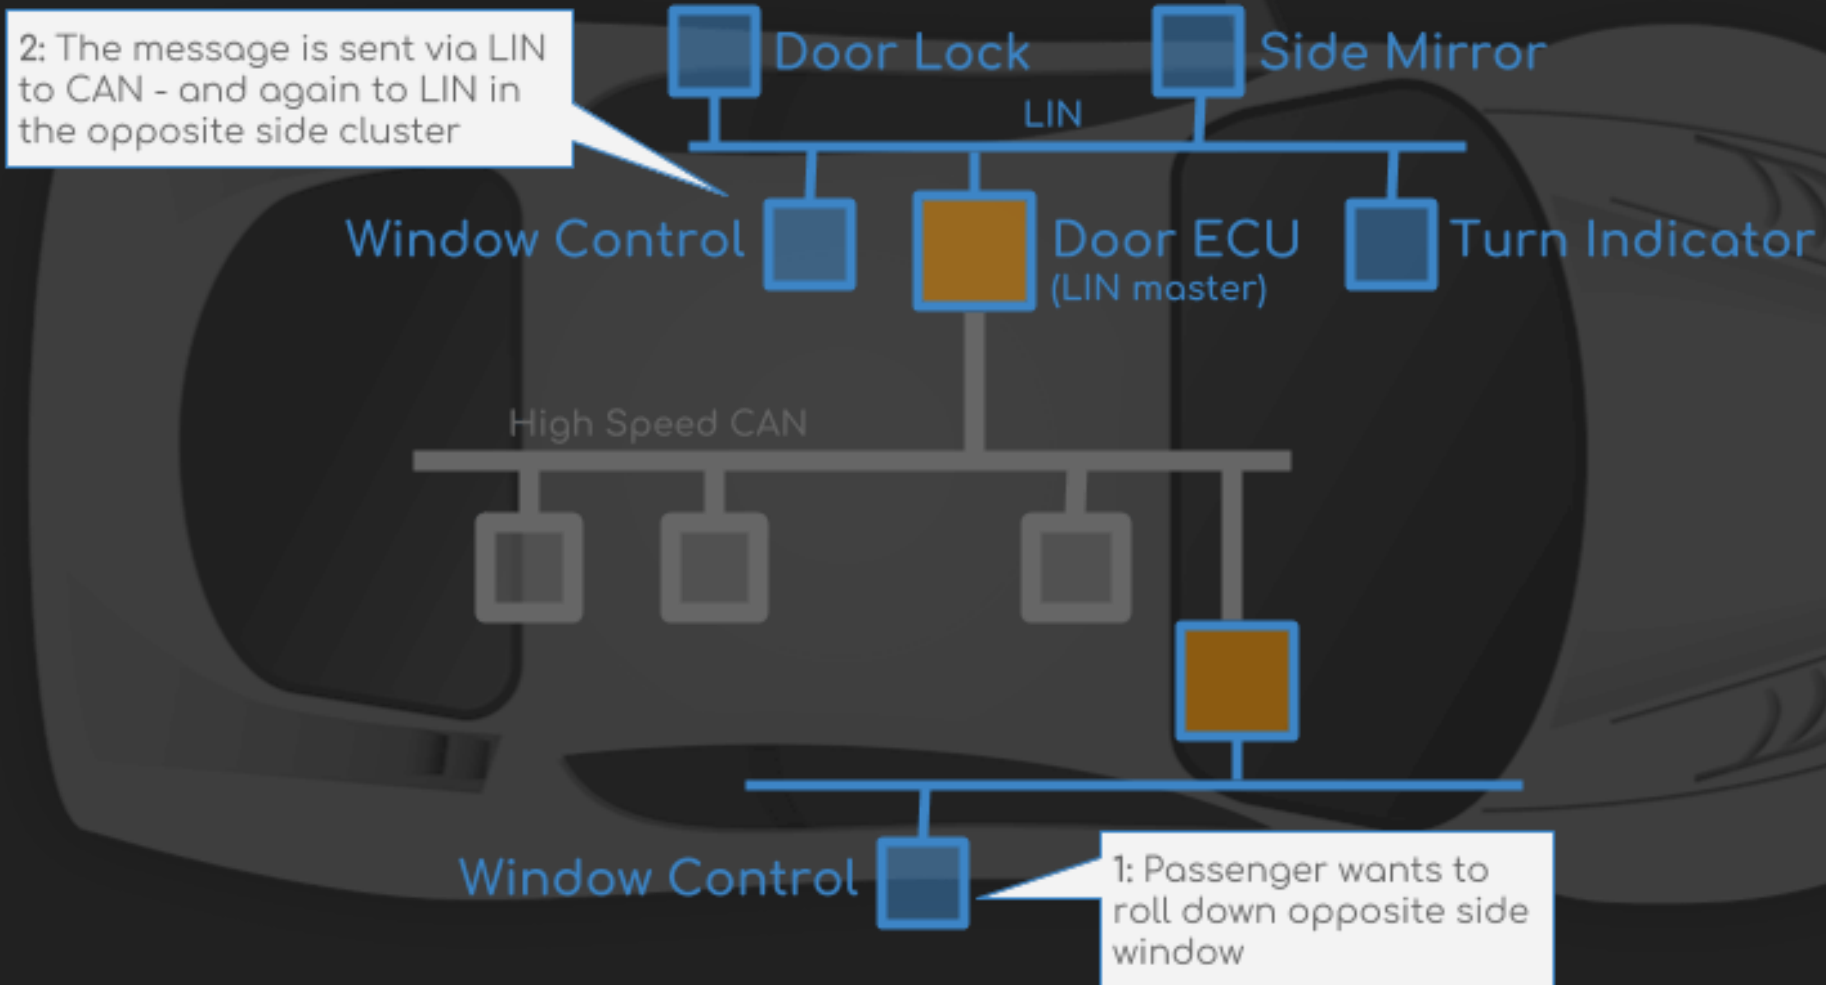 2: The message is sent via LIN
to CAN - and again to LIN in
the opposite side cluster
Door Lock
Side Mirror
LIN
Window Control
Door ECU
(LIN master)
Turn Indicator
High Speed CAN
Window Control
1: Passenger wants to
roll down opposite side
window